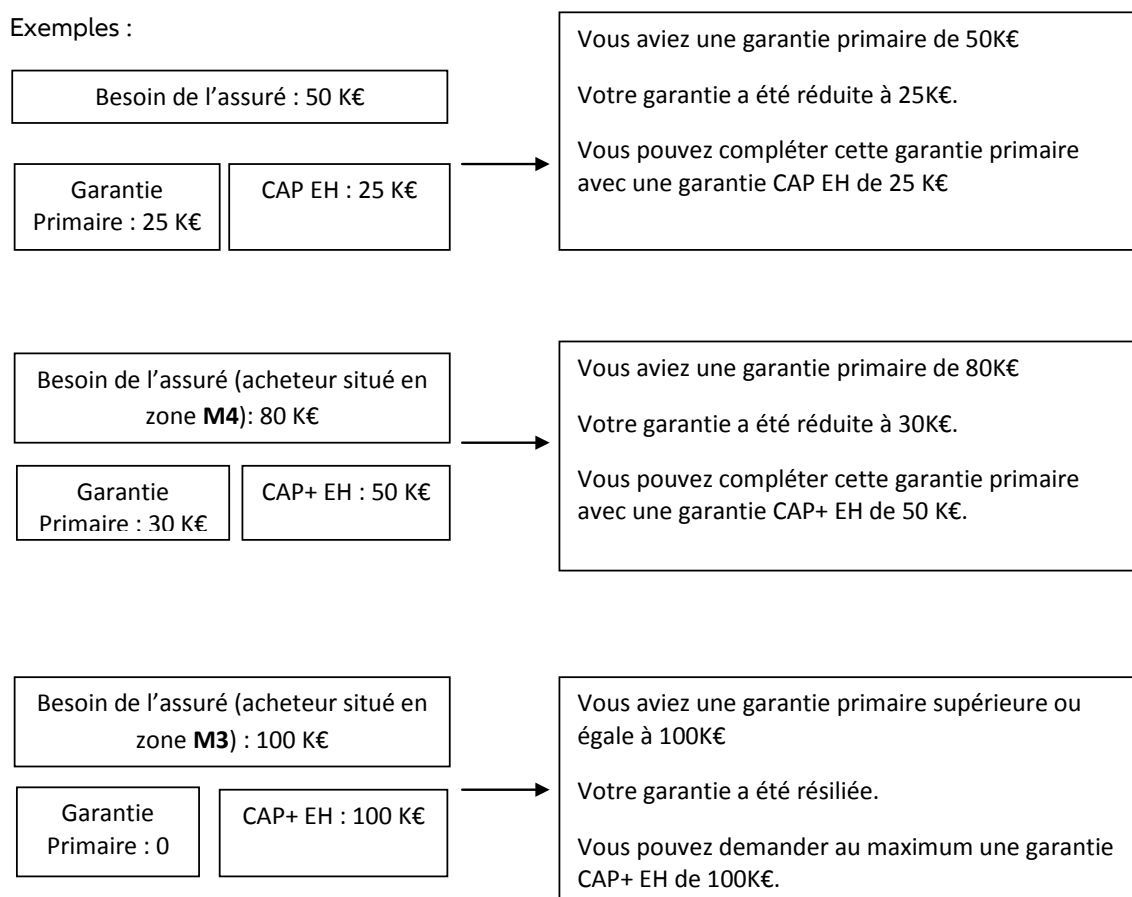 Exemples :
Besoin de l’assuré : 50 K€
Garantie
Primaire : 25 K€
CAP EH : 25 K€
Vous aviez une garantie primaire de 50K€
Votre garantie a été réduite à 25K€.
Vous pouvez compléter cette garantie primaire
avec une garantie CAP EH de 25 K€
Besoin de l’assuré (acheteur situé en
zone M4): 80 K€
Garantie
Primaire : 30 K€
CAP+ EH : 50 K€
Vous aviez une garantie primaire de 80K€
Votre garantie a été réduite à 30K€.
Vous pouvez compléter cette garantie primaire
avec une garantie CAP+ EH de 50 K€.
Besoin de l’assuré (acheteur situé en
zone M3) : 100 K€
Garantie
Primaire : 0
CAP+ EH : 100 K€
Vous aviez une garantie primaire supérieure ou
égale à 100K€
Votre garantie a été résiliée.
Vous pouvez demander au maximum une garantie
CAP+ EH de 100K€.